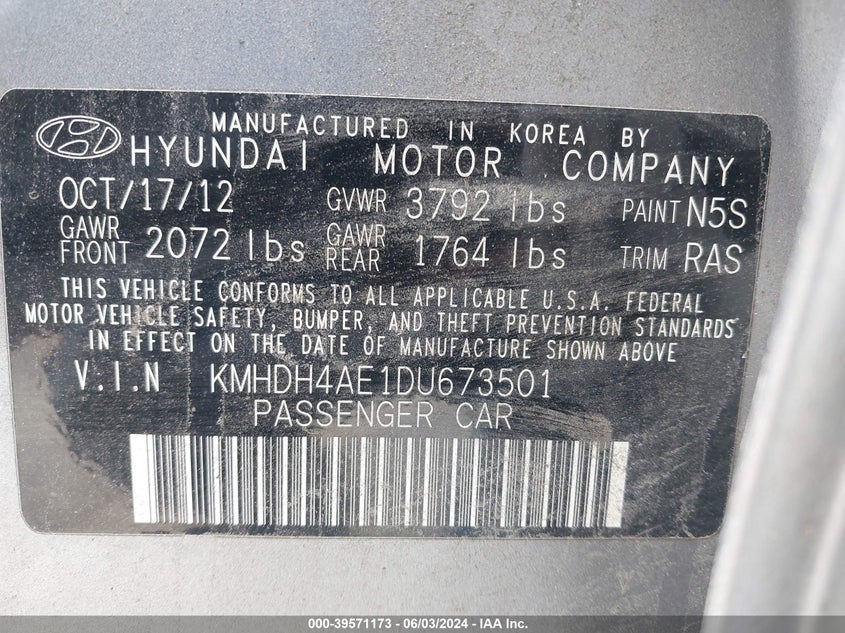 MANUFACTURED IN KOREA BY
HYUNDAI MOTOR COMPANY
OCT/17/12 GVWR 3792 lbs PAINT N5S
GAWR FRONT 2072 lbs GAWR REAR 1764 lbs TRIM RAS
THIS VEHICLE CONFORMS TO ALL APPLICABLE U.S.A. FEDERAL
MOTOR VEHICLE SAFETY, BUMPER, AND THEFT PREVENTION STANDARDS
IN EFFECT ON THE DATE OF MANUFACTURE SHOWN ABOVE
V.I.N KMHDH4AE1DU673501
PASSENGER CAR
000-39571173 - 06/03/2024 - IAA Inc.